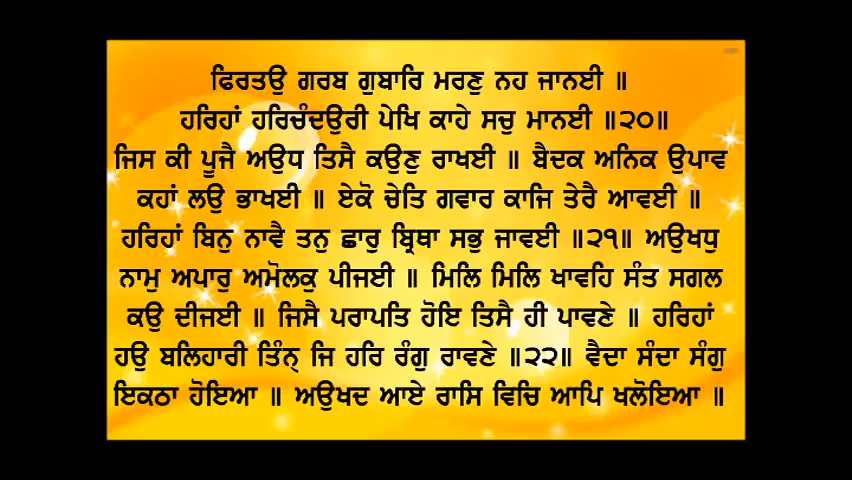 ਫਿਰਤਉ ਗਰਬ ਗੁਬਾਰਿ ਮਰਣੁ ਨਹ ਜਾਨਈ ॥
ਹਰਿਹਾਂ ਹਰਿਚੰਦਉਰੀ ਪੇਖਿ ਕਾਹੇ ਸਚੁ ਮਾਨਈ ॥੨੦॥
ਜਿਸ ਕੀ ਪੂਜੈ ਅਉਧ ਤਿਸੈ ਕਉਣੁ ਰਾਖਈ ॥ ਬੈਦਕ ਅਨਿਕ ਉਪਾਵ
ਕਹਾਂ ਲਉ ਭਾਖਈ ॥ ਏਕੋ ਚੇਤਿ ਗਵਾਰ ਕਾਜਿ ਤੇਰੈ ਆਵਈ ॥
ਹਰਿਹਾਂ ਬਿਨੁ ਨਾਵੈ ਤਨੁ ਛਾਰੁ ਬ੍ਰਿਥਾ ਸਭੁ ਜਾਵਈ ॥੨੧॥ ਅਉਖਧੁ
ਨਾਮੁ ਅਪਾਰੁ ਅਮੋਲਕੁ ਪੀਜਈ ॥ ਮਿਲਿ ਮਿਲਿ ਖਾਵਹਿ ਸੰਤ ਸਗਲ
ਕਉ ਦੀਜਈ ॥ ਜਿਸੈ ਪਰਾਪਤਿ ਹੋਇ ਤਿਸੈ ਹੀ ਪਾਵਣੇ ॥ ਹਰਿਹਾਂ
ਹਉ ਬਲਿਹਾਰੀ ਤਿੰਨ੍ ਜਿ ਹਰਿ ਰੰਗੁ ਰਾਵਣੇ ॥੨੨॥ ਵੈਦਾ ਸੰਦਾ ਸੰਗੁ
ਇਕਠਾ ਹੋਇਆ ॥ ਅਉਖਦ ਆਏ ਰਾਸਿ ਵਿਚਿ ਆਪਿ ਖਲੋਇਆ ॥